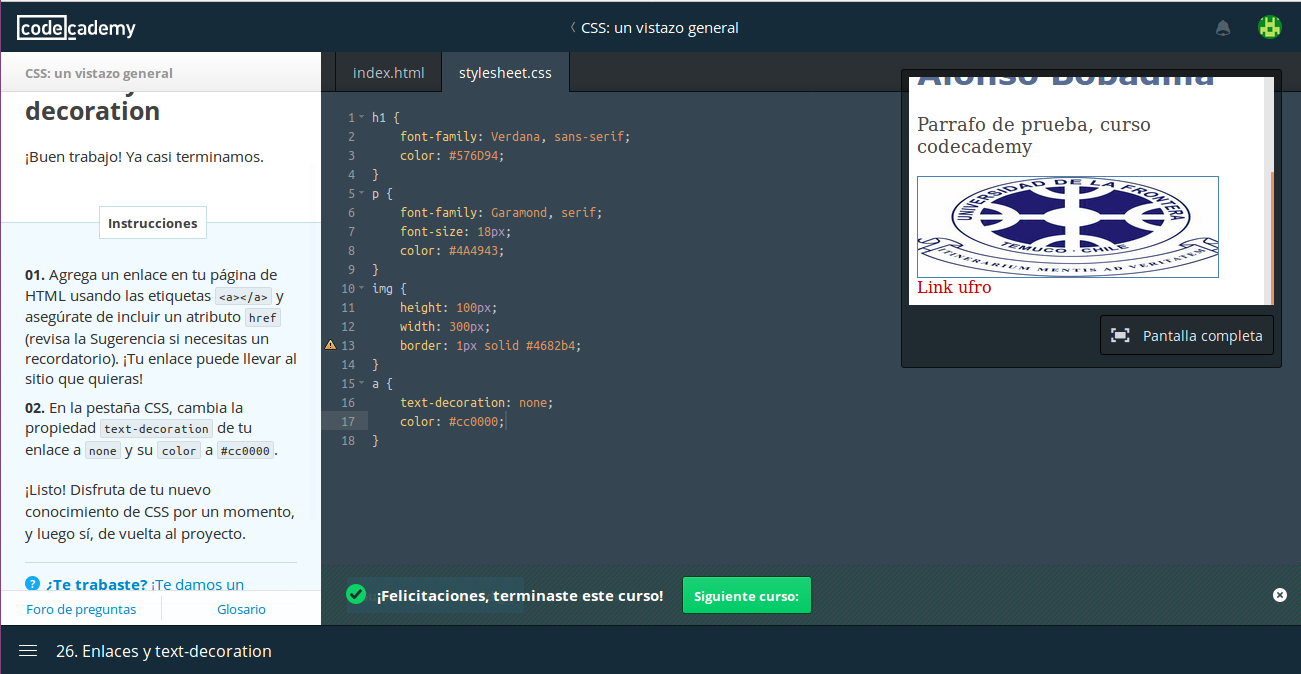 codecademy
CSS: un vistazo general
CSS: un vistazo general
decoration
¡Buen trabajo! Ya casi terminamos.
Instrucciones
01. Agrega un enlace en tu página de
HTML usando las etiquetas <a></a> y
asegúrate de incluir un atributo href
(revisa la Sugerencia si necesitas un
recordatorio). ¡Tu enlace puede llevar al
sitio que quieras!
02. En la pestaña CSS, cambia la
propiedad text-decoration de tu
enlace a none y su color a #cc0000.
¡Listo! Disfruta de tu nuevo
conocimiento de CSS por un momento,
y luego sí, de vuelta al proyecto.
¿Te trabaste? ¡Te damos un
Foro de preguntas
Glosario
index.html
stylesheet.css
1 h1 {
2 font-family: Verdana, sans-serif;
3 color: #576D94;
4 }
5 p {
6 font-family: Garamond, serif;
7 font-size: 18px;
8 color: #4A4943;
9 }
10 img {
11 height: 100px;
12 width: 300px;
13 border: 1px solid #4682b4;
14 }
15 a {
16 text-decoration: none;
17 color: #cc0000;
18 }
Alonso Bobadilla
Parrafo de prueba, curso
codecademy
UNIVERSIDAD DE LA FRONTERA
TEMUCO - CHILE
ITINERARIUM MENTIS AD VERITATEM
Link ufro
Pantalla completa
¡Felicitaciones, terminaste este curso!
Siguiente curso:
26. Enlaces y text-decoration